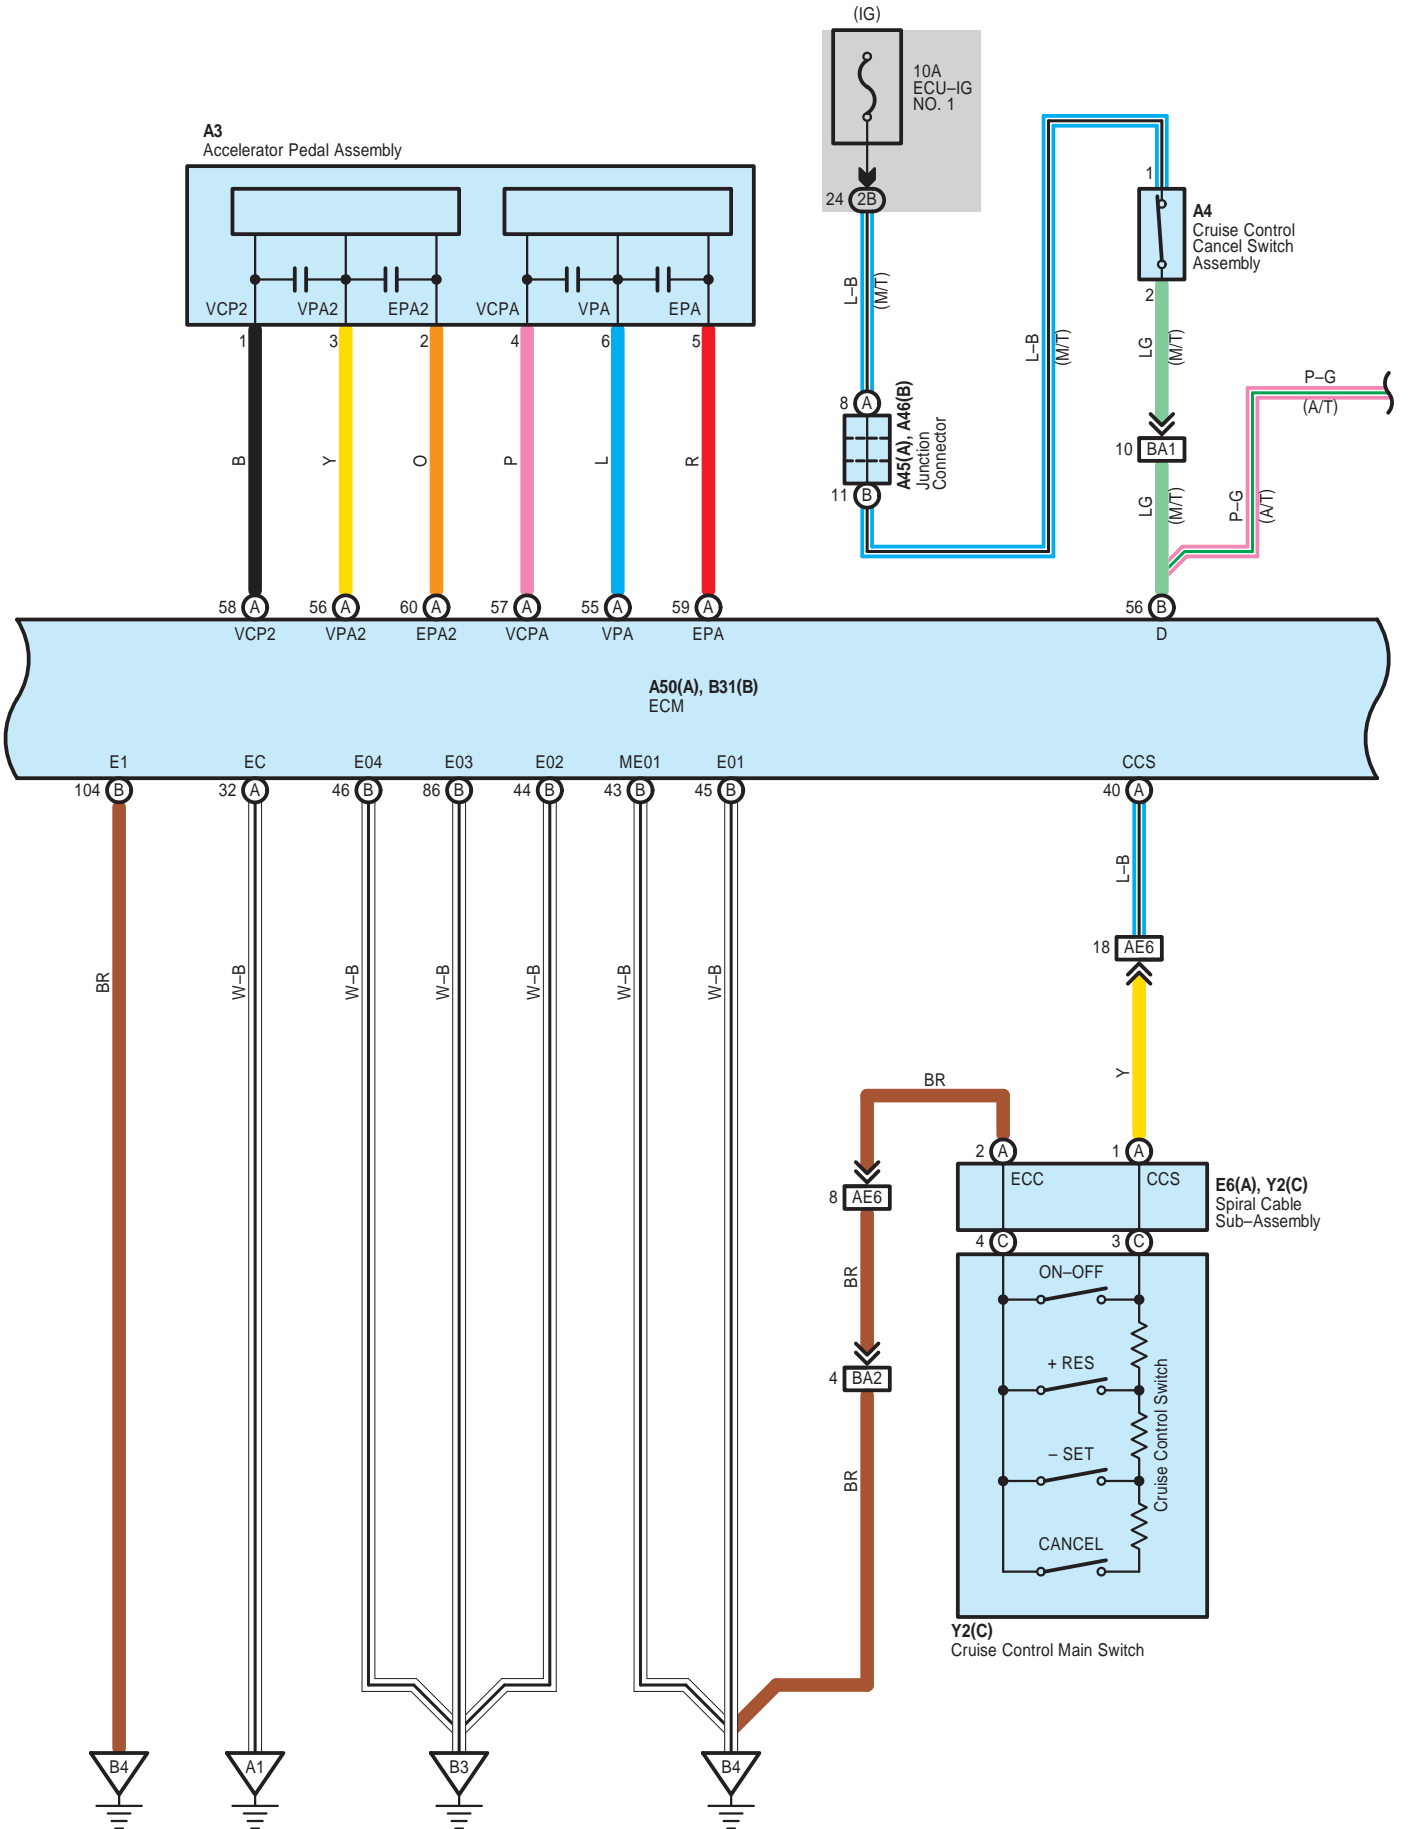 (IG)
10A
ECU–IG
NO. 1
24 2B
A3
Accelerator Pedal Assembly
VCP2 VPA2 EPA2 VCPA VPA EPA
1 3 2 4 6 5
B Y O P L R
L–B
(M/T)
8 A
A45(A), A46(B)
Junction
Connector
11 B
L–B
(M/T)
1
A4
Cruise Control
Cancel Switch
Assembly
2
LG
(M/T)
10 BA1
LG
(M/T)
P–G
(A/T)
P–G
(A/T)
58 A 56 A 60 A 57 A 55 A 59 A 56 B
VCP2 VPA2 EPA2 VCPA VPA EPA D
A50(A), B31(B)
ECM
E1 EC E04 E03 E02 ME01 E01 CCS
104 B 32 A 46 B 86 B 44 B 43 B 45 B 40 A
L–B
18 AE6
BR W–B W–B W–B W–B W–B W–B
Y
BR
2 A 1 A
ECC CCS
E6(A), Y2(C)
Spiral Cable
Sub–Assembly
8 AE6
4 C 3 C
BR
ON–OFF
+ RES
4 BA2
– SET
CANCEL
Cruise Control Switch
BR
Y2(C)
Cruise Control Main Switch
B4 A1 B3 B4